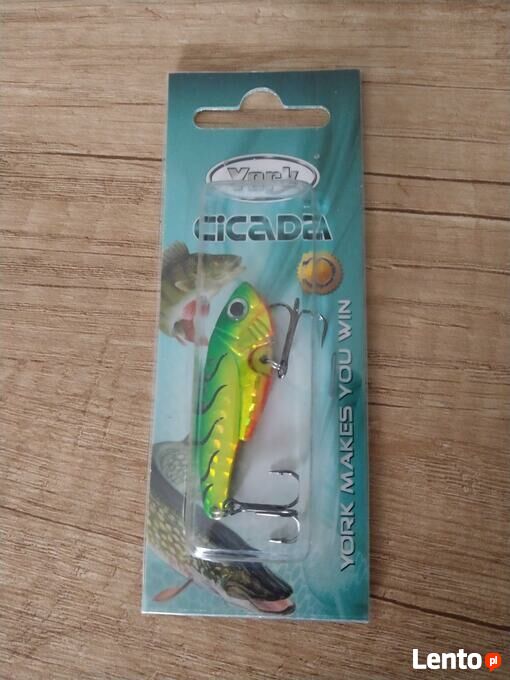 York
®
CICADA
YORK MAKES YOU WIN
Lento.pl